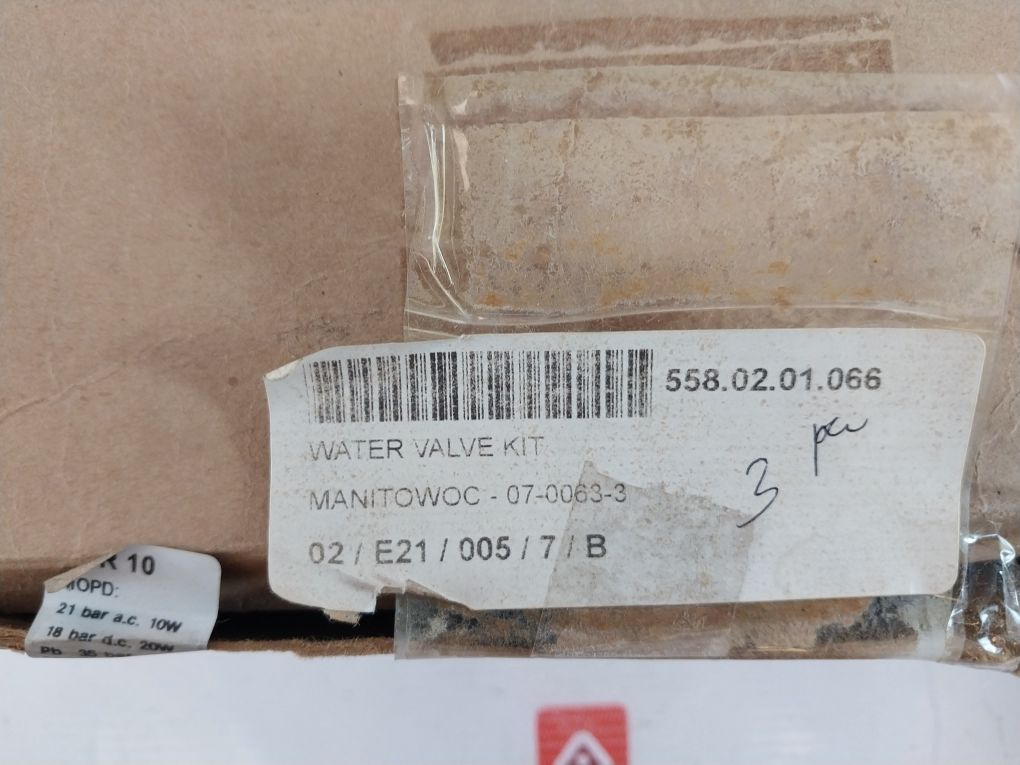 558.02.01.066
WATER VALVE KIT
MANITOWOC - 07-0063-3
3
02 / E21 / 005 / 7 / B
R 10
MOPD:
21 bar a.c. 10W
18 bar d.c. 20W